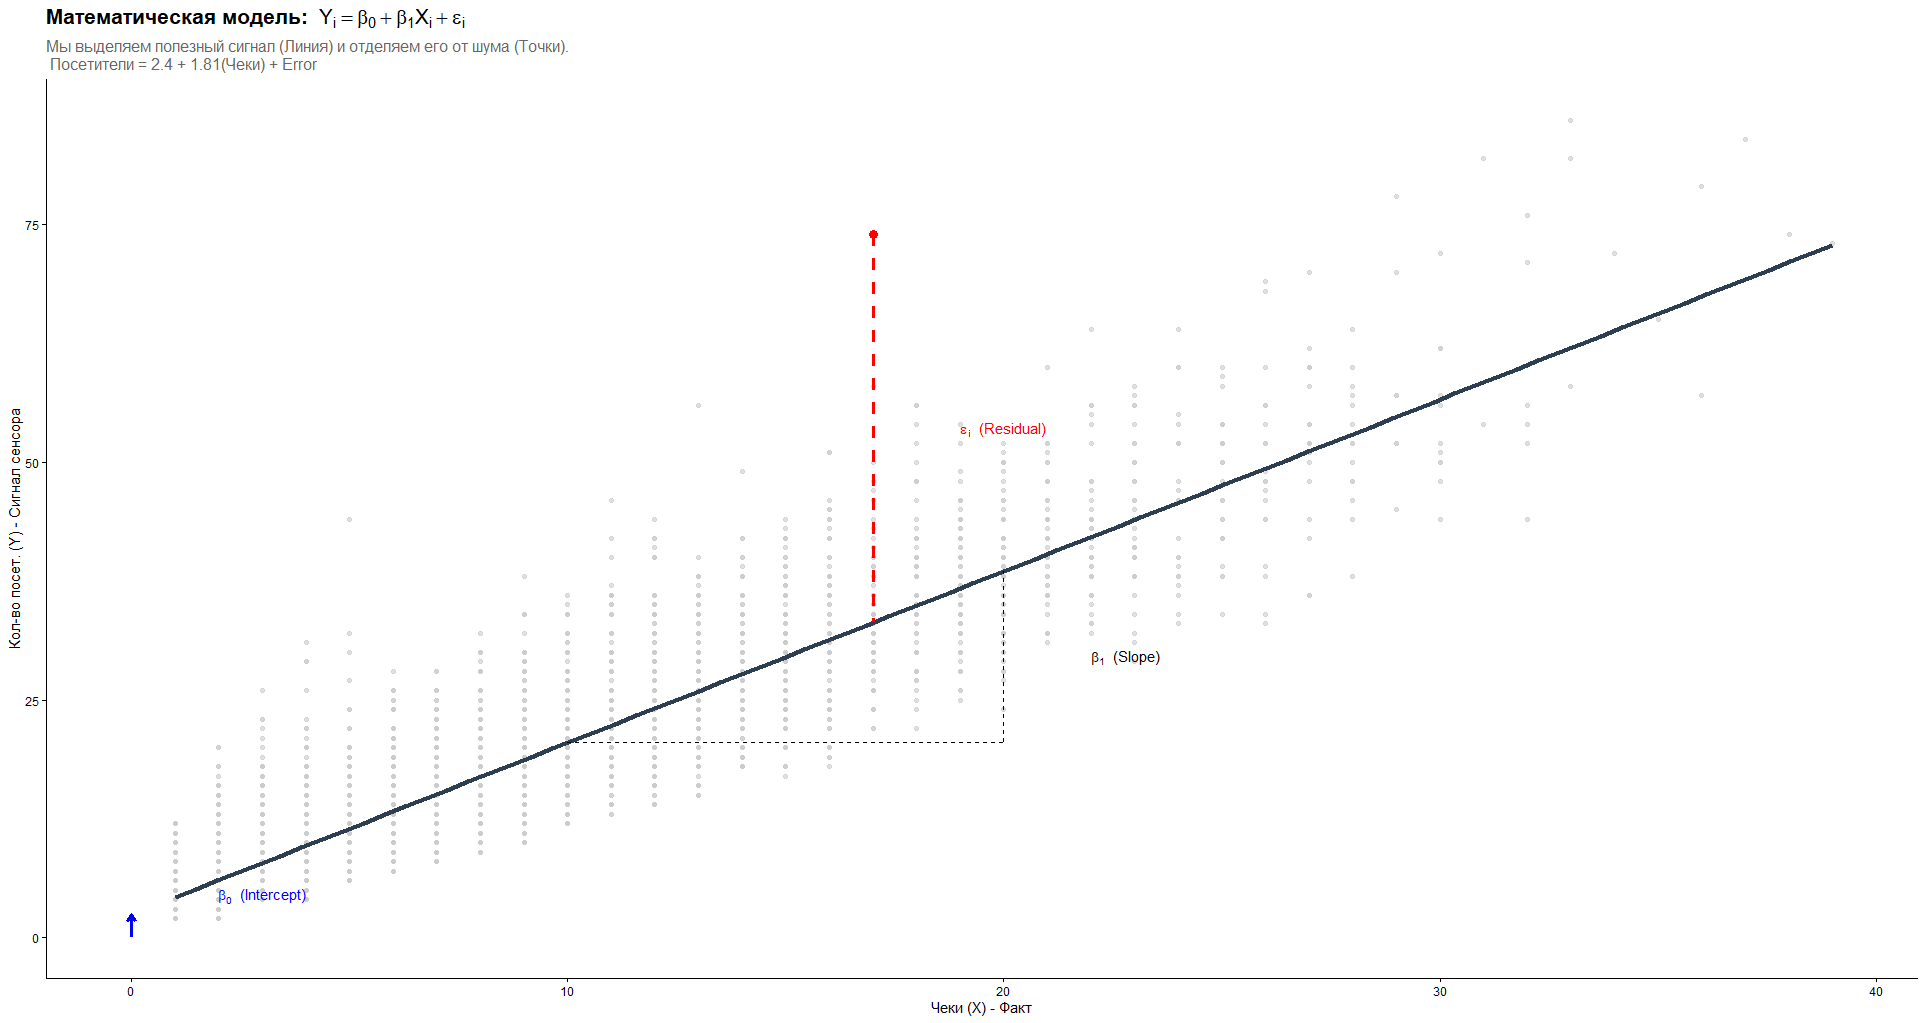 Математическая модель: Yᵢ = β₀ + β₁Xᵢ + εᵢ
Мы выделяем полезный сигнал (Линия) и отделяем его от шума (Точки).
Посетители = 2.4 + 1.81(Чеки) + Error
Кол-во посет. (Y) - Сигнал сенсора
75
50
25
0
εᵢ (Residual)
β₁ (Slope)
β₀ (Intercept)
0
10
20
30
40
Чеки (X) - Факт